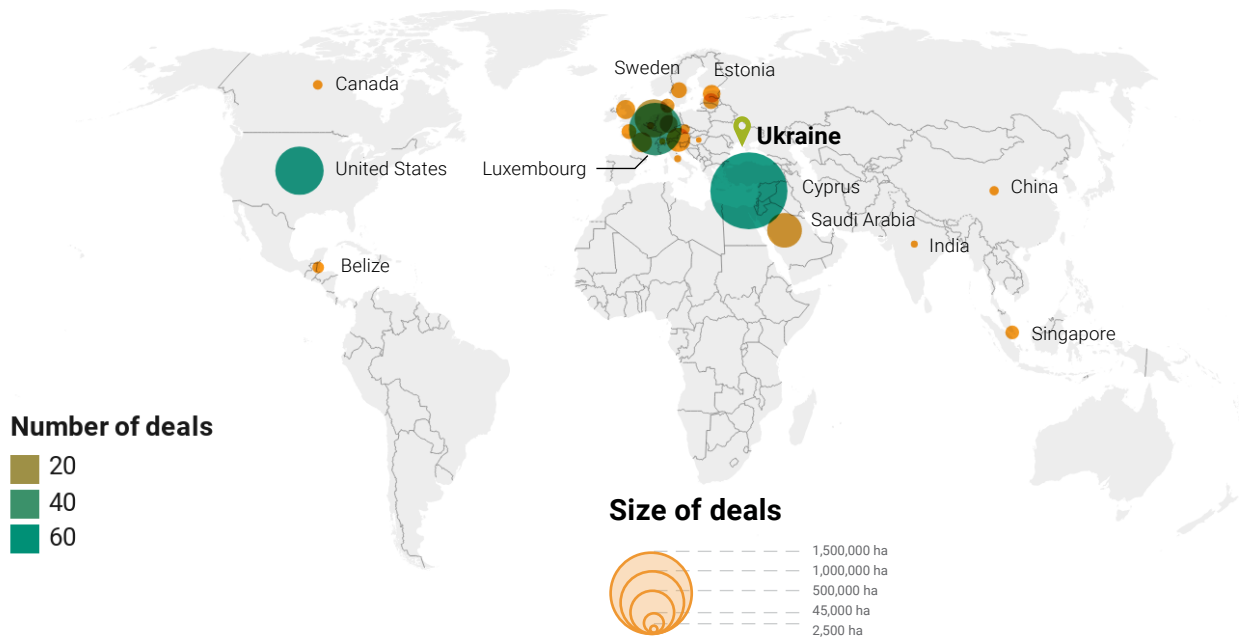 Sweden
Estonia
Canada
Ukraine
United States
Luxembourg
Cyprus
China
Saudi Arabia
India
Belize
Singapore
Number of deals
20
40
60
Size of deals
1,500,000 ha
1,000,000 ha
500,000 ha
45,000 ha
2,500 ha